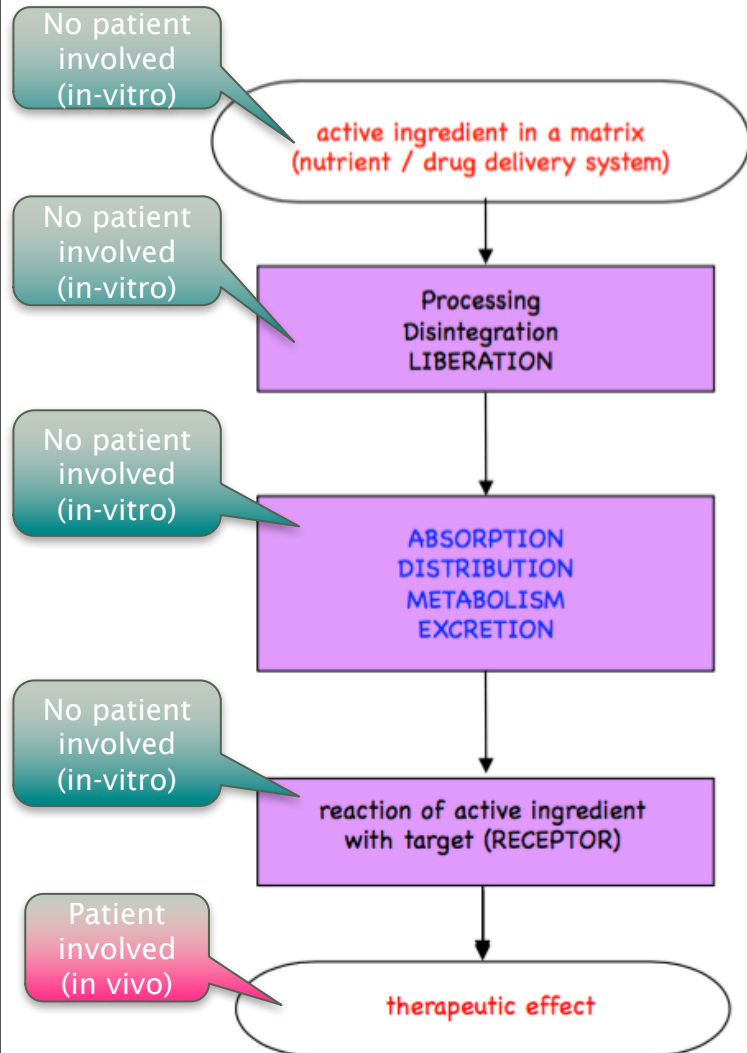 No patient
involved
(in-vitro)
active ingredient in a matrix
(nutrient / drug delivery system)
No patient
involved
(in-vitro)
Processing
Disintegration
LIBERATION
No patient
involved
(in-vitro)
ABSORPTION
DISTRIBUTION
METABOLISM
EXCRETION
No patient
involved
(in-vitro)
reaction of active ingredient
with target (RECEPTOR)
Patient
involved
(in vivo)
therapeutic effect